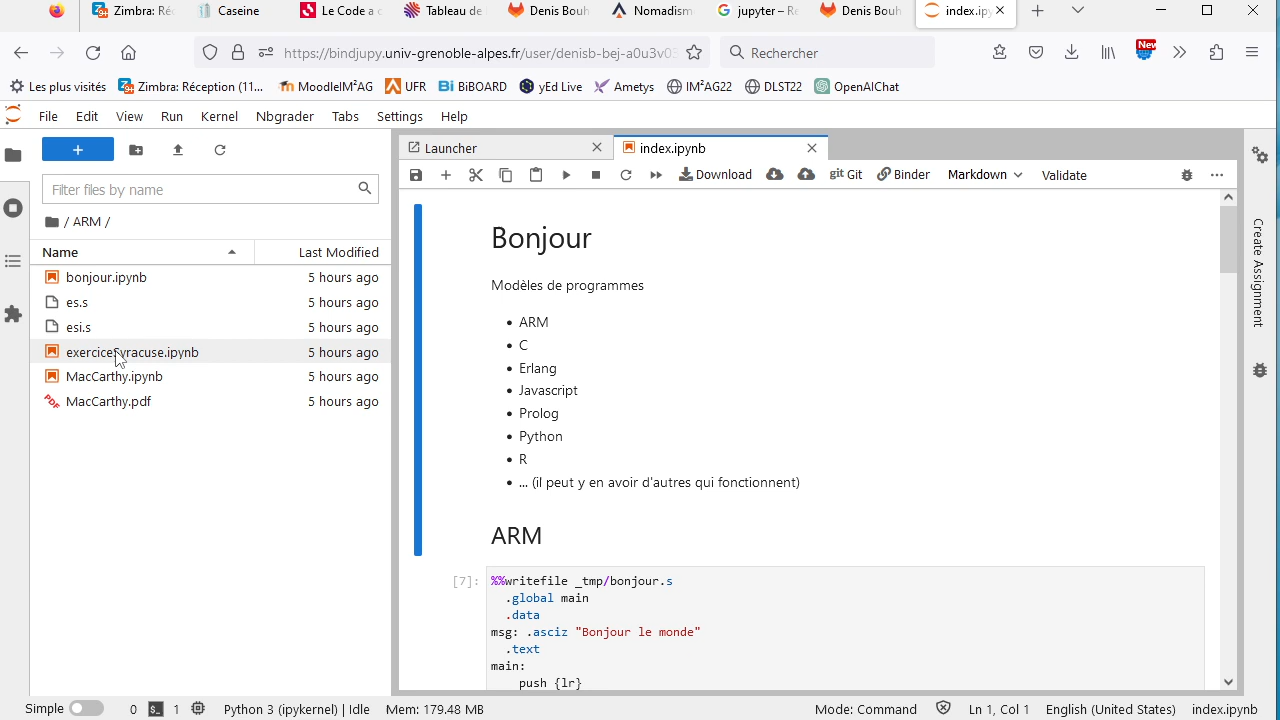 Zimbra: Ré
Caseine
Le Code a c
Tableau de
Denis Bouh
Nomadism
jupyter – Re
Denis Bouh
index.ipy
https://bindjupy.univ-grenoble-alpes.fr/user/denisb-bej-a0u3v03
Rechercher
New
Les plus visités
Zimbra: Réception (11...
MoodleIM²AG
UFR
BiBOARD
yEd Live
Ametys
IM²AG22
DLST22
OpenAIChat
File Edit View Run Kernel Nbgrader Tabs Settings Help
Launcher
index.ipynb
Download
git Git
Binder
Markdown
Validate
Filter files by name
/ ARM /
Name Last Modified
bonjour.ipynb 5 hours ago
es.s 5 hours ago
esi.s 5 hours ago
exerciceSyracuse.ipynb 5 hours ago
MacCarthy.ipynb 5 hours ago
PDF MacCarthy.pdf 5 hours ago
Bonjour
Modèles de programmes
• ARM
• C
• Erlang
• Javascript
• Prolog
• Python
• R
• ... (il peut y en avoir d'autres qui fonctionnent)
ARM
[7]: %%writefile _tmp/bonjour.s
.global main
.data
msg: .asciz "Bonjour le monde"
.text
main:
push {lr}
Create Assignment
Simple 0 1 Python 3 (ipykernel) | Idle Mem: 179.48 MB Mode: Command Ln 1, Col 1 English (United States) index.ipynb